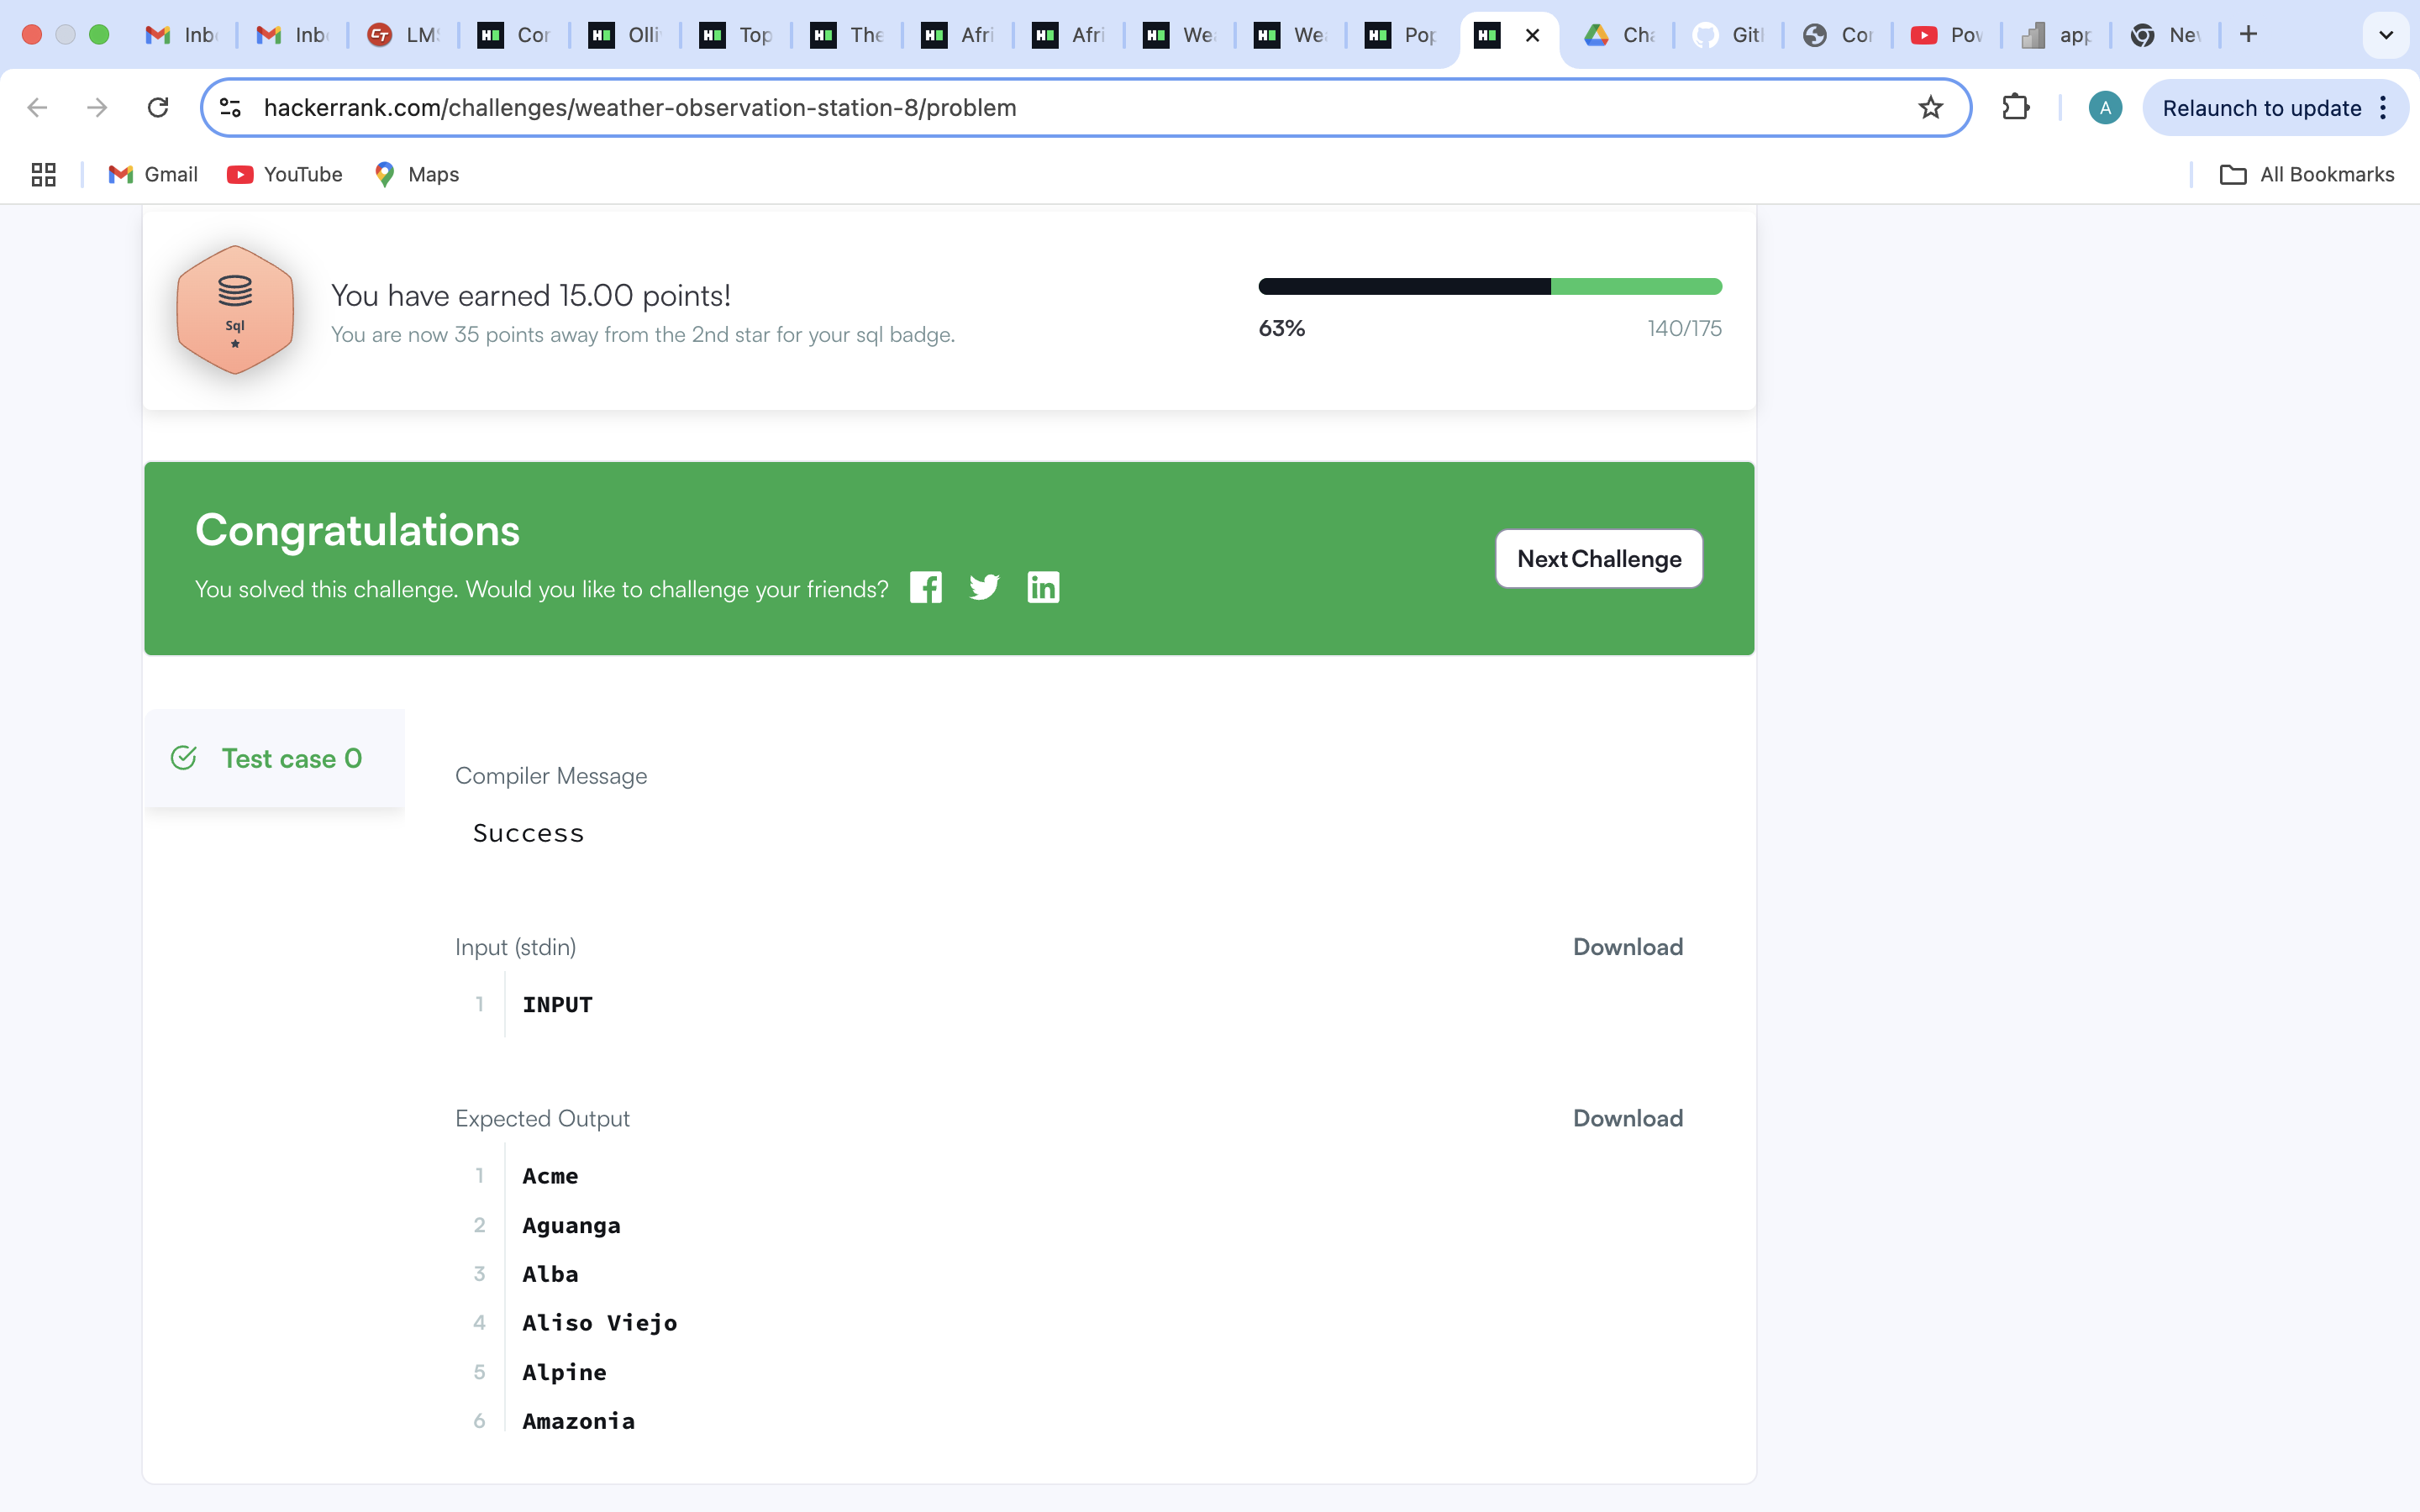 Inb Inb LMS Cor Olli Top The Afri Afri We We Pop Cha Git Cor Pov app Ne
hackerrank.com/challenges/weather-observation-station-8/problem
A
Relaunch to update
Gmail YouTube Maps
All Bookmarks
Sql
You have earned 15.00 points!
You are now 35 points away from the 2nd star for your sql badge.
63% 140/175
Congratulations
You solved this challenge. Would you like to challenge your friends?
Next Challenge
Test case 0
Compiler Message
Success
Input (stdin) Download
1 INPUT
Expected Output Download
1 Acme
2 Aguanga
3 Alba
4 Aliso Viejo
5 Alpine
6 Amazonia